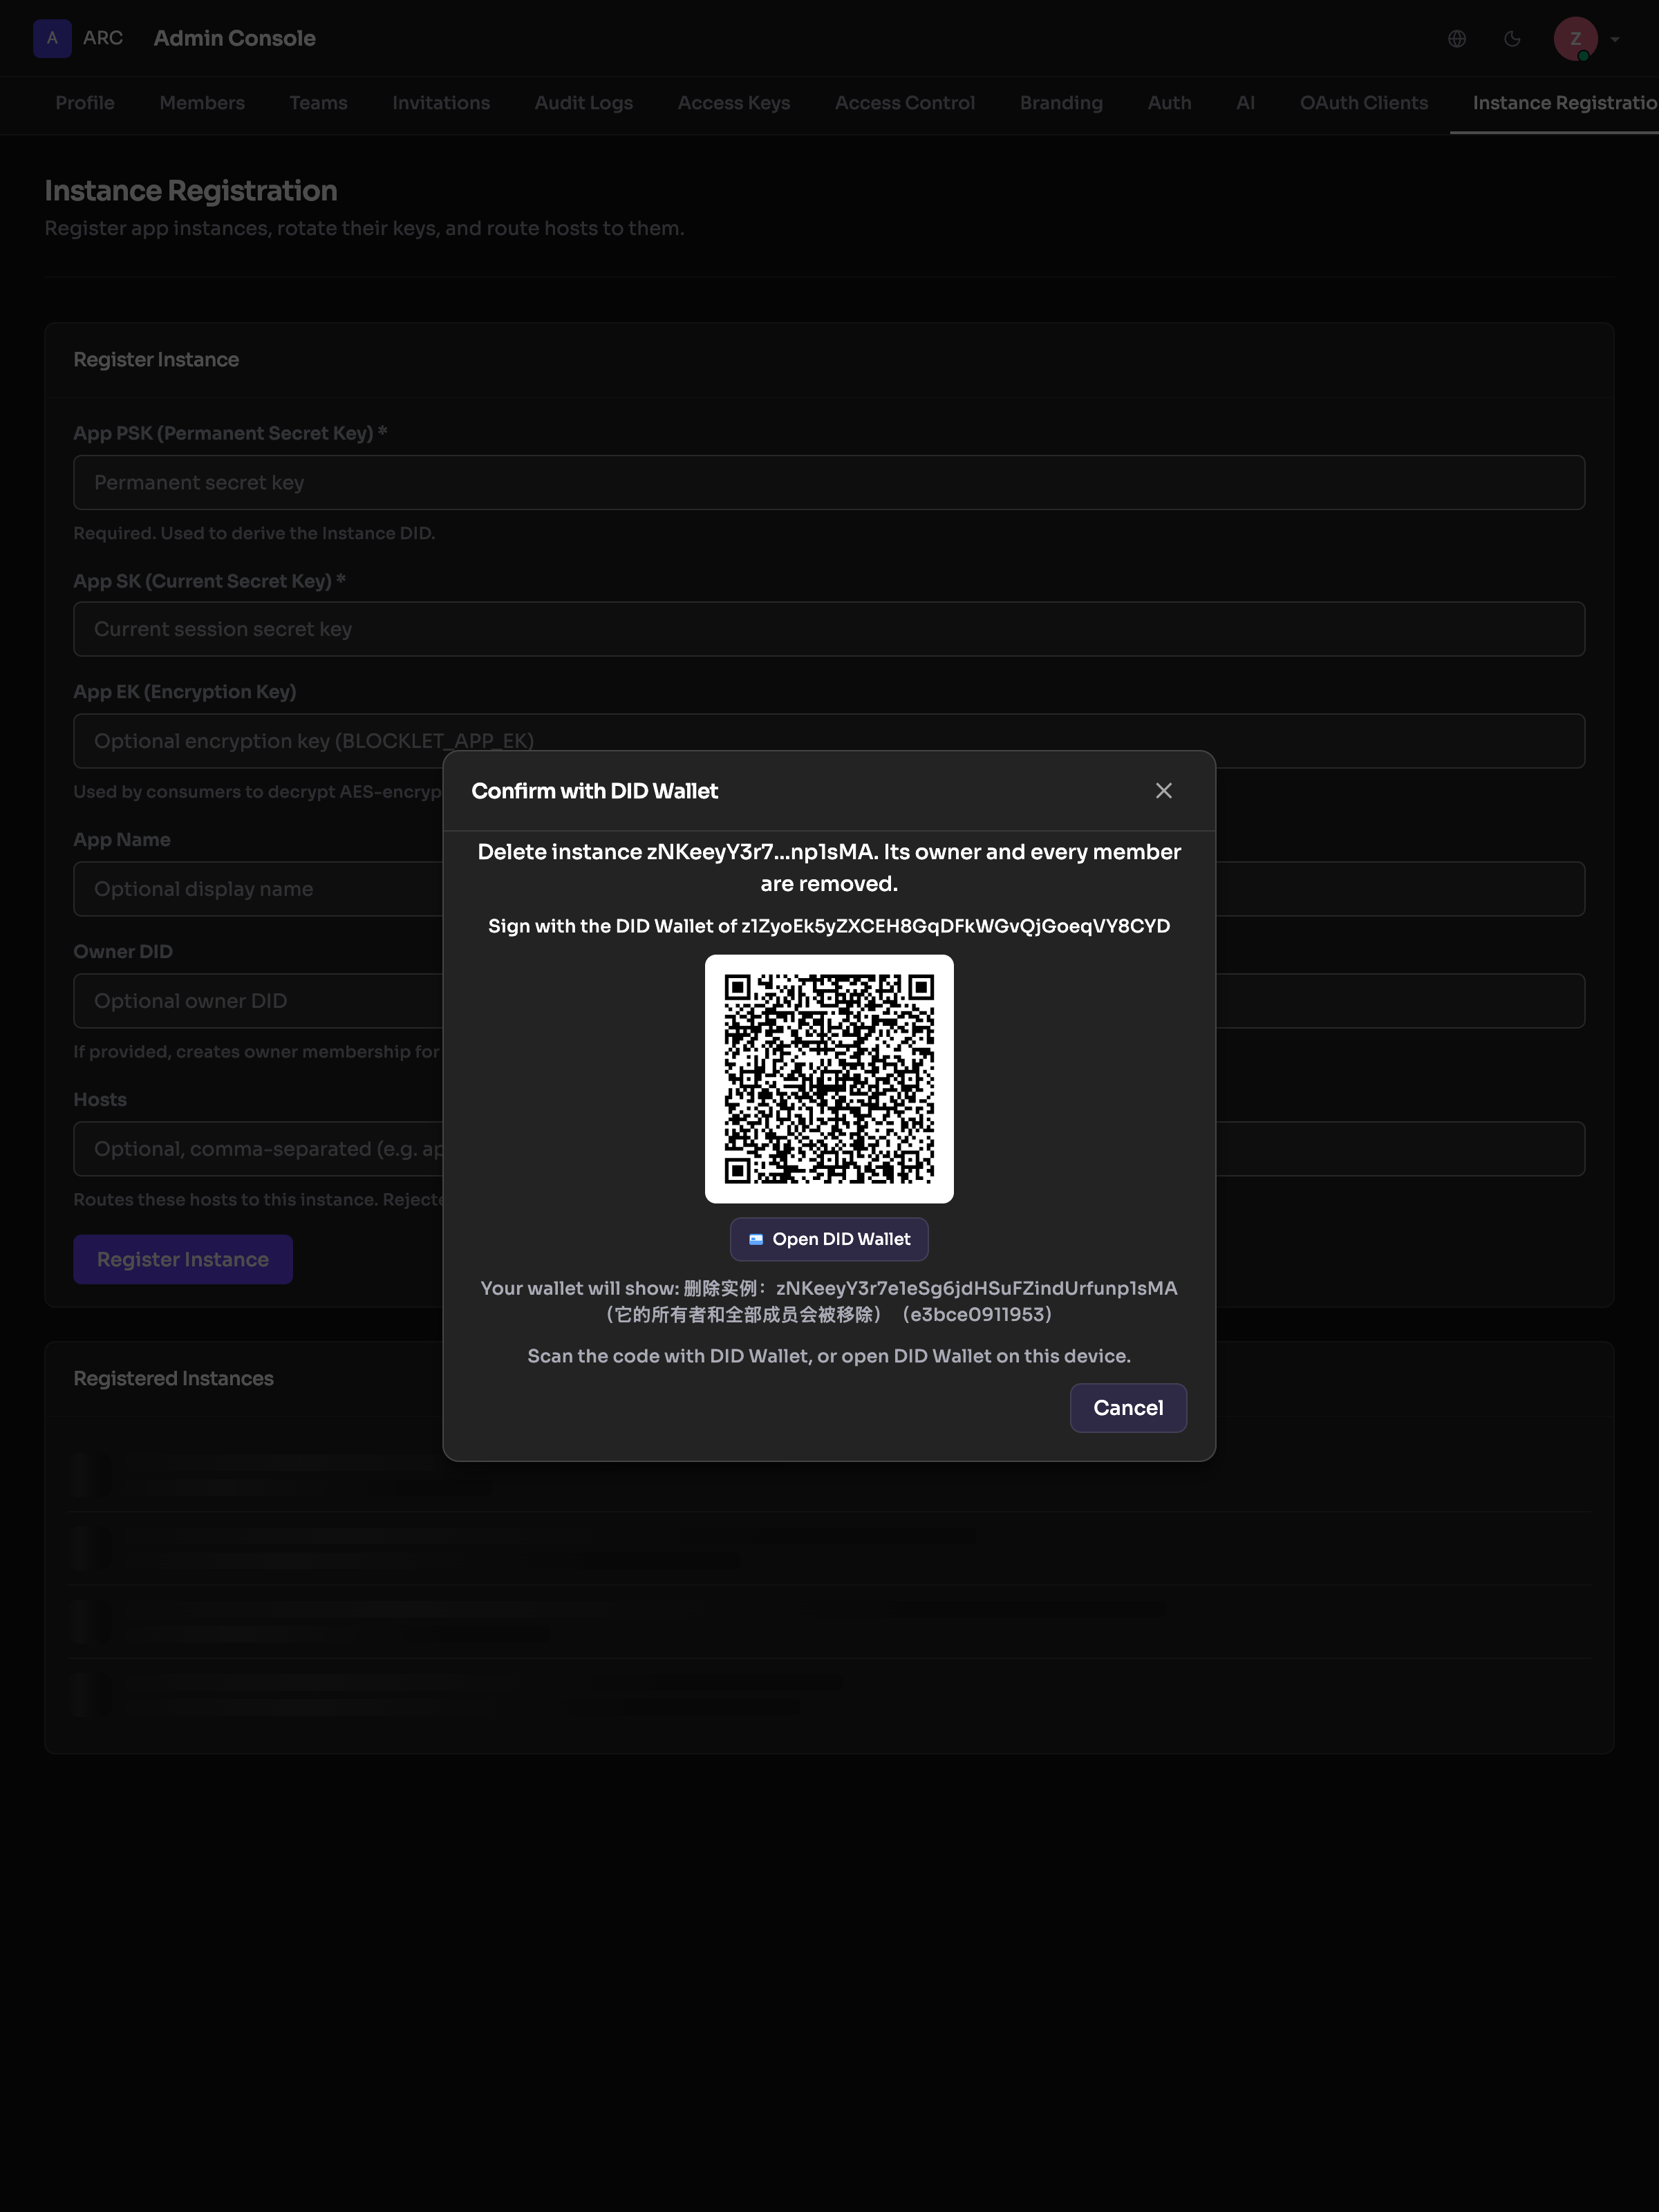 A ARC Admin Console Z
Profile Members Teams Invitations Audit Logs Access Keys Access Control Branding Auth AI OAuth Clients Instance Registratio
Instance Registration
Register app instances, rotate their keys, and route hosts to them.
Register Instance
App PSK (Permanent Secret Key) *
Permanent secret key
Required. Used to derive the Instance DID.
App SK (Current Secret Key) *
Current session secret key
App EK (Encryption Key)
Optional encryption key (BLOCKLET_APP_EK)
Used by consumers to decrypt AES-encryp
App Name
Optional display name
Owner DID
Optional owner DID
If provided, creates owner membership for
Hosts
Optional, comma-separated (e.g. ap
Routes these hosts to this instance. Rejecte
Register Instance
Registered Instances
Confirm with DID Wallet
Delete instance zNKeeyY3r7...np1sMA. Its owner and every member
are removed.
Sign with the DID Wallet of z1ZyoEk5yZXCEH8GqDFkWGvQjGoeqVY8CYD
Open DID Wallet
Your wallet will show: 删除实例：zNKeeyY3r7e1eSg6jdHSuFZindUrfunp1sMA
（它的所有者和全部成员会被移除）（e3bce0911953）
Scan the code with DID Wallet, or open DID Wallet on this device.
Cancel